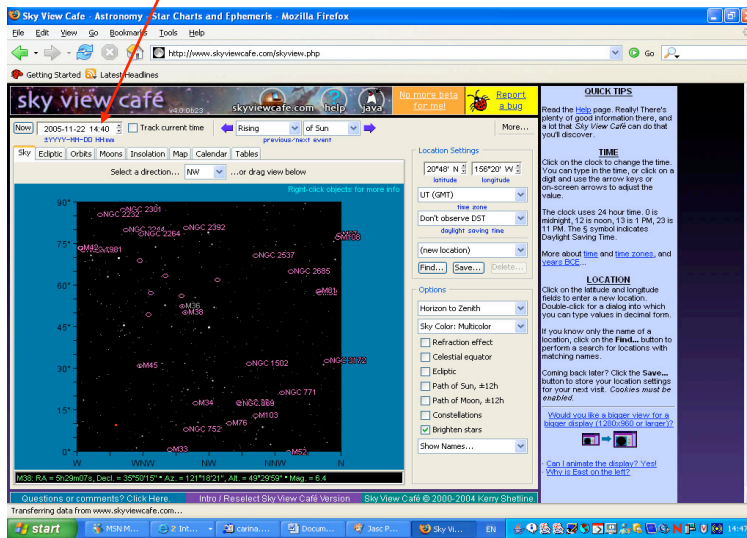 Sky View Cafe - Astronomy - Star Charts and Ephemeris - Mozilla Firefox
File Edit View Go Bookmarks Tools Help
http://www.skyviewcafe.com/skyview.php
Go
Getting Started Latest Headlines
sky view café
v4.0.0b23
skyviewcafe.com
help
java
No more beta for me!
Report a bug
Now
2005-11-22 14:40
Track current time
Rising
of Sun
More...
±YYYY-MM-DD HH:mm
previous/next event
Sky Ecliptic Orbits Moons Insolation Map Calendar Tables
Select a direction... NW ...or drag view below
Right-click objects for more info
90°
75°
60°
45°
30°
15°
0°
NGC 2301
NGC 2232
NGC 2244
NGC 2264
NGC 2392
M42
M108
NGC 2537
NGC 2685
M81
M36
M38
M45
NGC 1502
NGC 771
M34
NGC 869
M103
M76
NGC 752
M33
M52
W WNW NW NNW N
M38: RA = 5h29m07s, Decl. = 35°50'15" • Az. = 121°18'21", Alt. = 49°29'59" • Mag. = 6.4
Location Settings
20°48' N 156°20' W
latitude longitude
UT (GMT)
time zone
Don't observe DST
daylight saving time
(new location)
Find... Save... Delete...
Options
Horizon to Zenith
Sky Color: Multicolor
Refraction effect
Celestial equator
Ecliptic
Path of Sun, ±12h
Path of Moon, ±12h
Constellations
Brighten stars
Show Names...
QUICK TIPS
Read the Help page. Really! There's
plenty of good information there, and
a lot that Sky View Café can do that
you'll discover.
TIME
Click on the clock to change the time.
You can type in the time, or click on a
digit and use the arrow keys or
on-screen arrows to adjust the
value.
The clock uses 24 hour time. 0 is
midnight, 12 is noon, 13 is 1 PM, 23 is
11 PM. The § symbol indicates
Daylight Saving Time.
More about time and time zones, and
years BCE...
LOCATION
Click on the latitude and longitude
fields to enter a new location.
Double-click for a dialog into which
you can type values in decimal form.
If you know only the name of a
location, click on the Find... button to
perform a search for locations with
matching names.
Coming back later? Click the Save...
button to store your location settings
for your next visit. Cookies must be
enabled.
Would you like a bigger view for a
bigger display (1280x960 or larger)?
Can I animate the display? Yes!
Why is East on the left?
Questions or comments? Click Here.
Intro / Reselect Sky View Café Version
Sky View Café © 2000-2004 Kerry Shetline
Transferring data from www.skyviewcafe.com...
start
MSN M...
2 Int...
carina....
Docum...
Jasc P...
Sky Vi...
EN
14:47